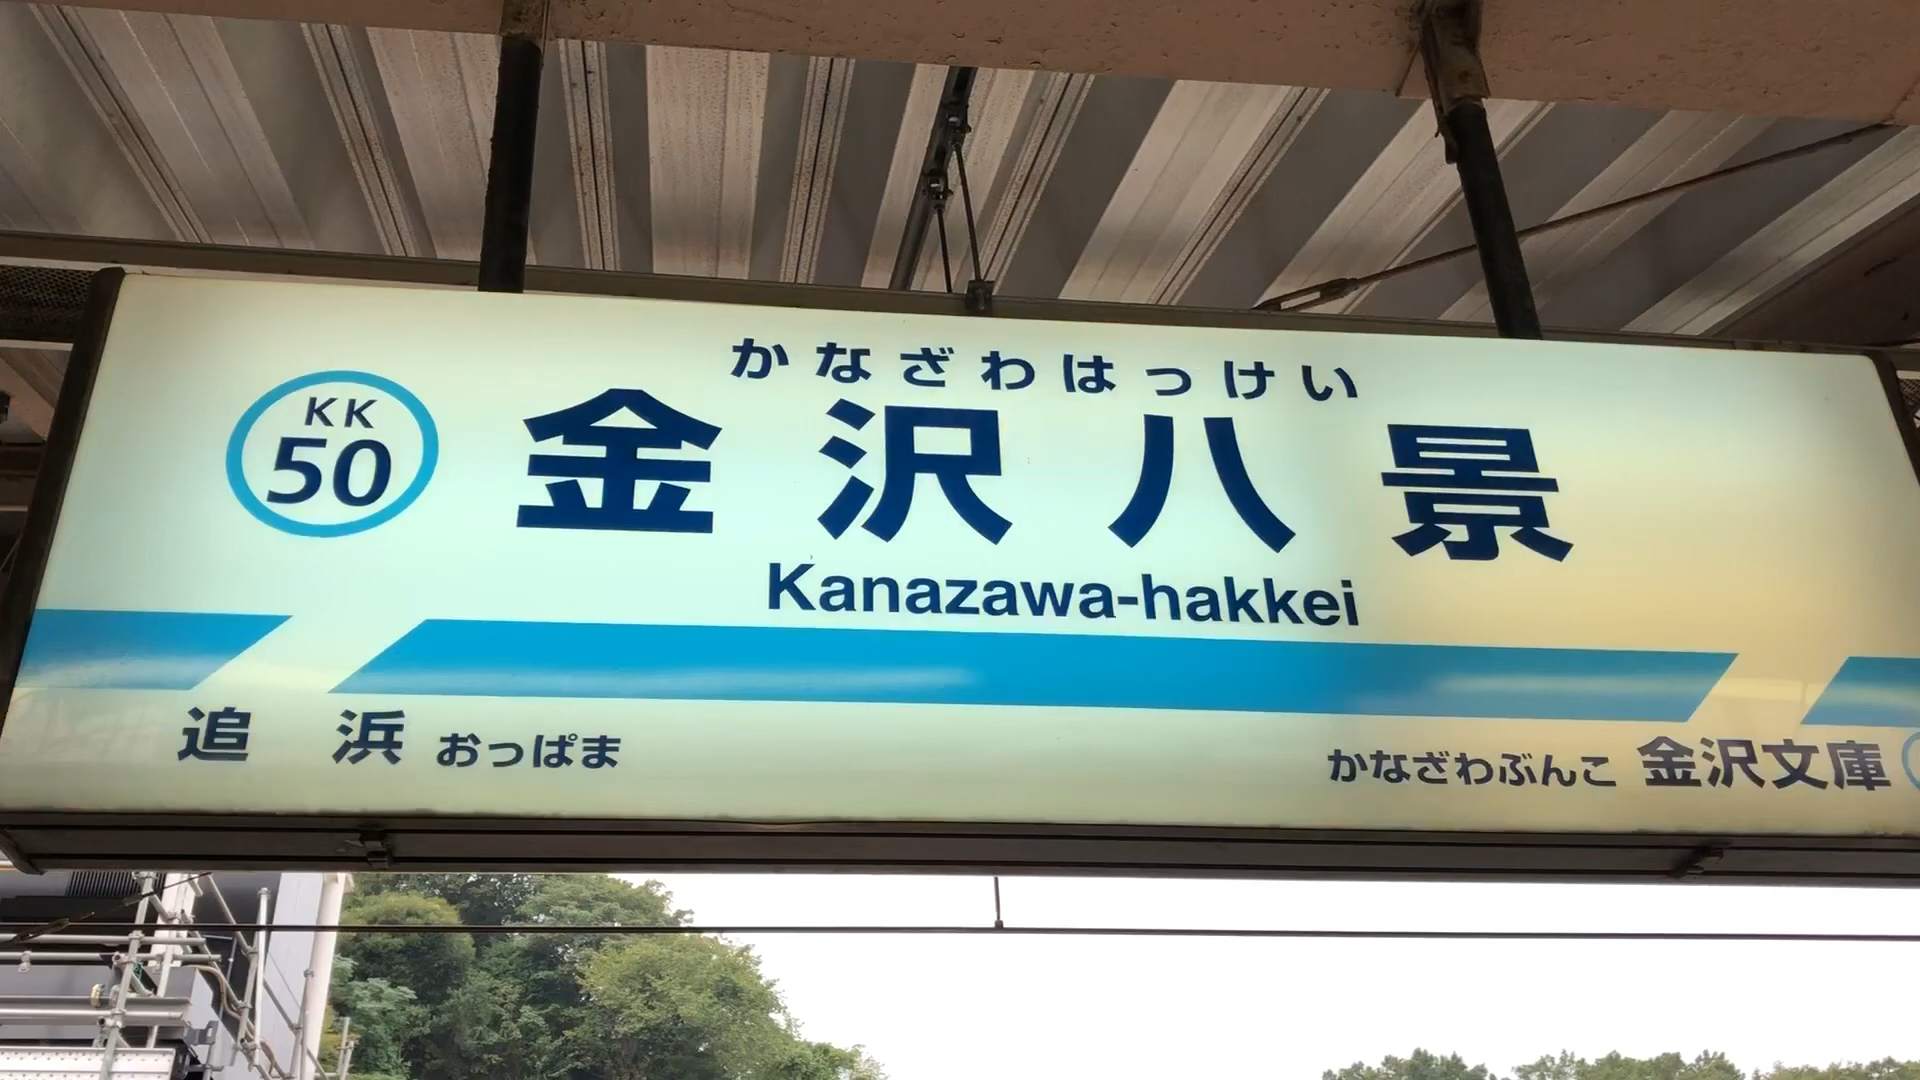 かなざわはっけい
KK
50
金沢八景
Kanazawa-hakkei
追浜 おっぱま
かなざわぶんこ 金沢文庫